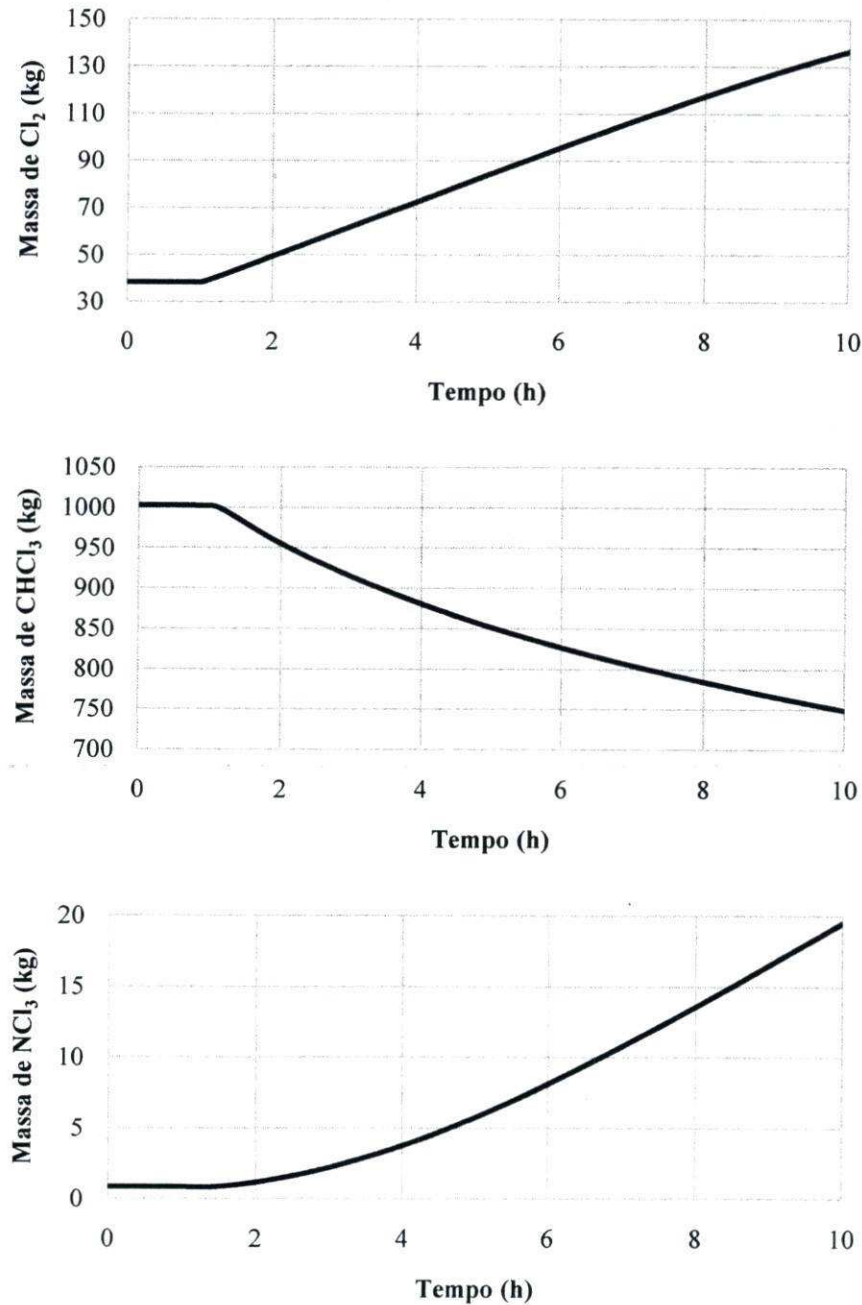 150
130
110
90
70
50
30
Massa de Cl₂ (kg)
0 2 4 6 8 10
Tempo (h)
1050
1000
950
900
850
800
750
700
Massa de CHCl₃ (kg)
0 2 4 6 8 10
Tempo (h)
20
15
10
5
0
Massa de NCl₃ (kg)
0 2 4 6 8 10
Tempo (h)